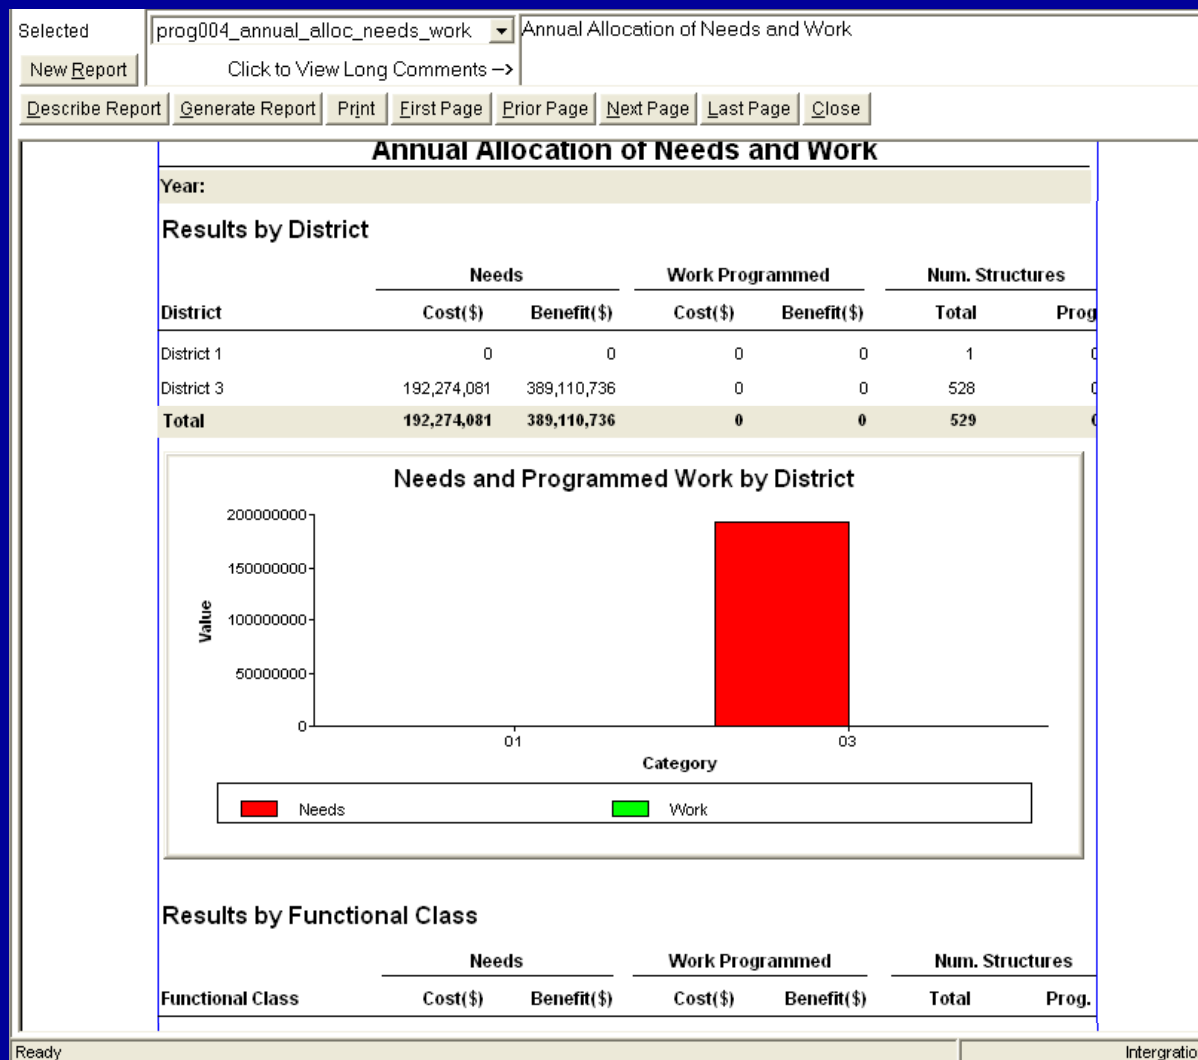 Selected prog004_annual_alloc_needs_work Annual Allocation of Needs and Work
New Report Click to View Long Comments -->
Describe Report Generate Report Print First Page Prior Page Next Page Last Page Close
Annual Allocation of Needs and Work
Year:
Results by District
Needs Work Programmed Num. Structures
District Cost($) Benefit($) Cost($) Benefit($) Total Prog
District 1 0 0 0 0 1 0
District 3 192,274,081 389,110,736 0 0 528 0
Total 192,274,081 389,110,736 0 0 529 0
Needs and Programmed Work by District
200000000
150000000
100000000
50000000
0
Value
01 03
Category
Needs Work
Results by Functional Class
Needs Work Programmed Num. Structures
Functional Class Cost($) Benefit($) Cost($) Benefit($) Total Prog.
Ready Intergratio